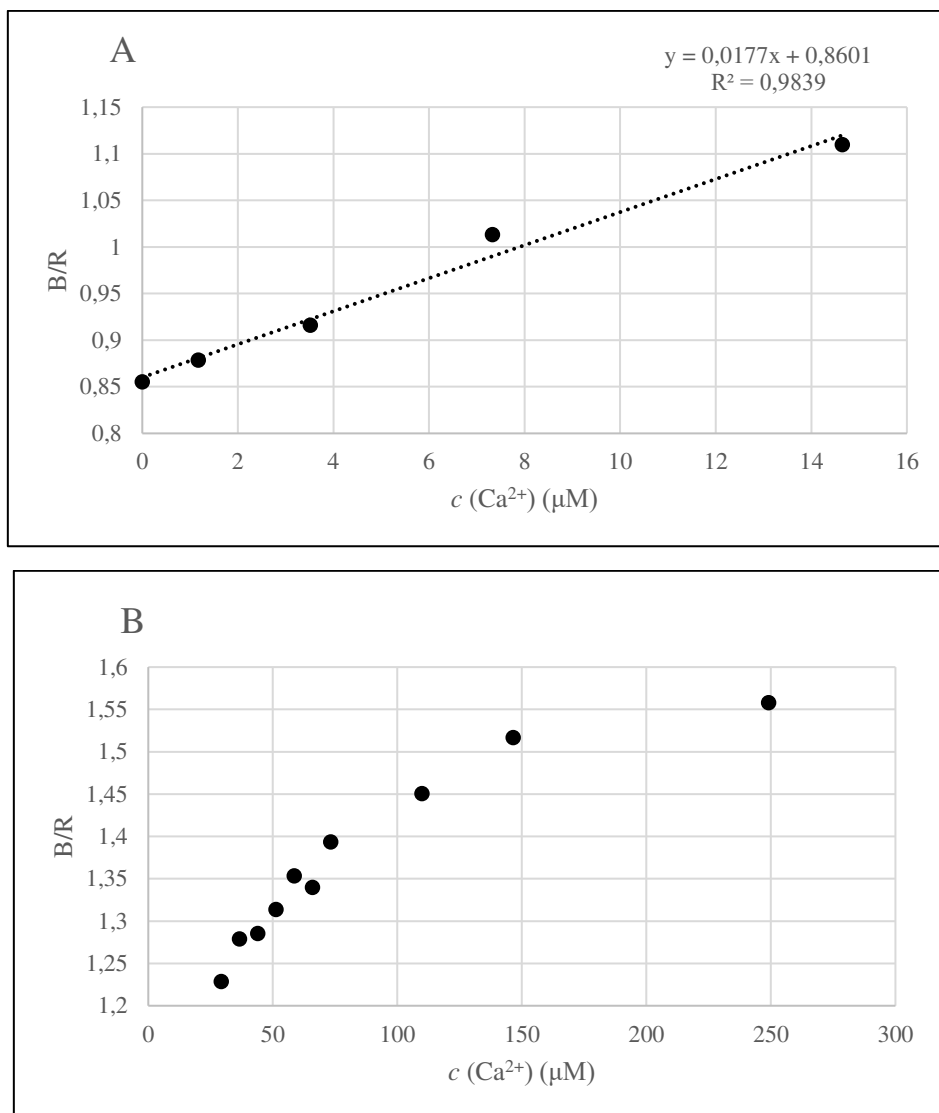 A
y = 0,0177x + 0,8601
R² = 0,9839
1,15
1,1
1,05
1
0,95
0,9
0,85
0,8
B/R
0 2 4 6 8 10 12 14 16
c (Ca²⁺) (μM)
B
1,6
1,55
1,5
1,45
1,4
1,35
1,3
1,25
1,2
B/R
0 50 100 150 200 250 300
c (Ca²⁺) (μM)